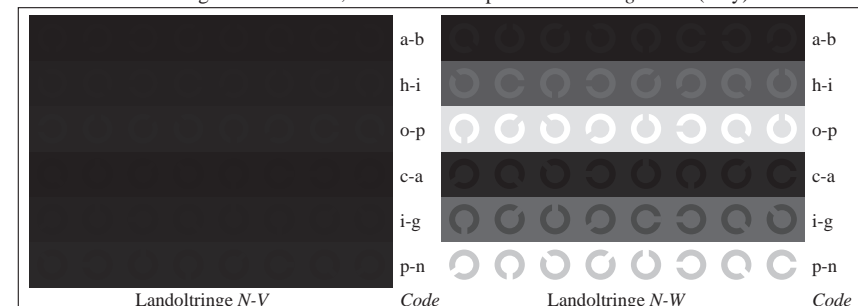 a-b a-b
h-i h-i
o-p o-p
c-a c-a
i-g i-g
p-n p-n
Landoltringe N-V Code Landoltringe N-W Code